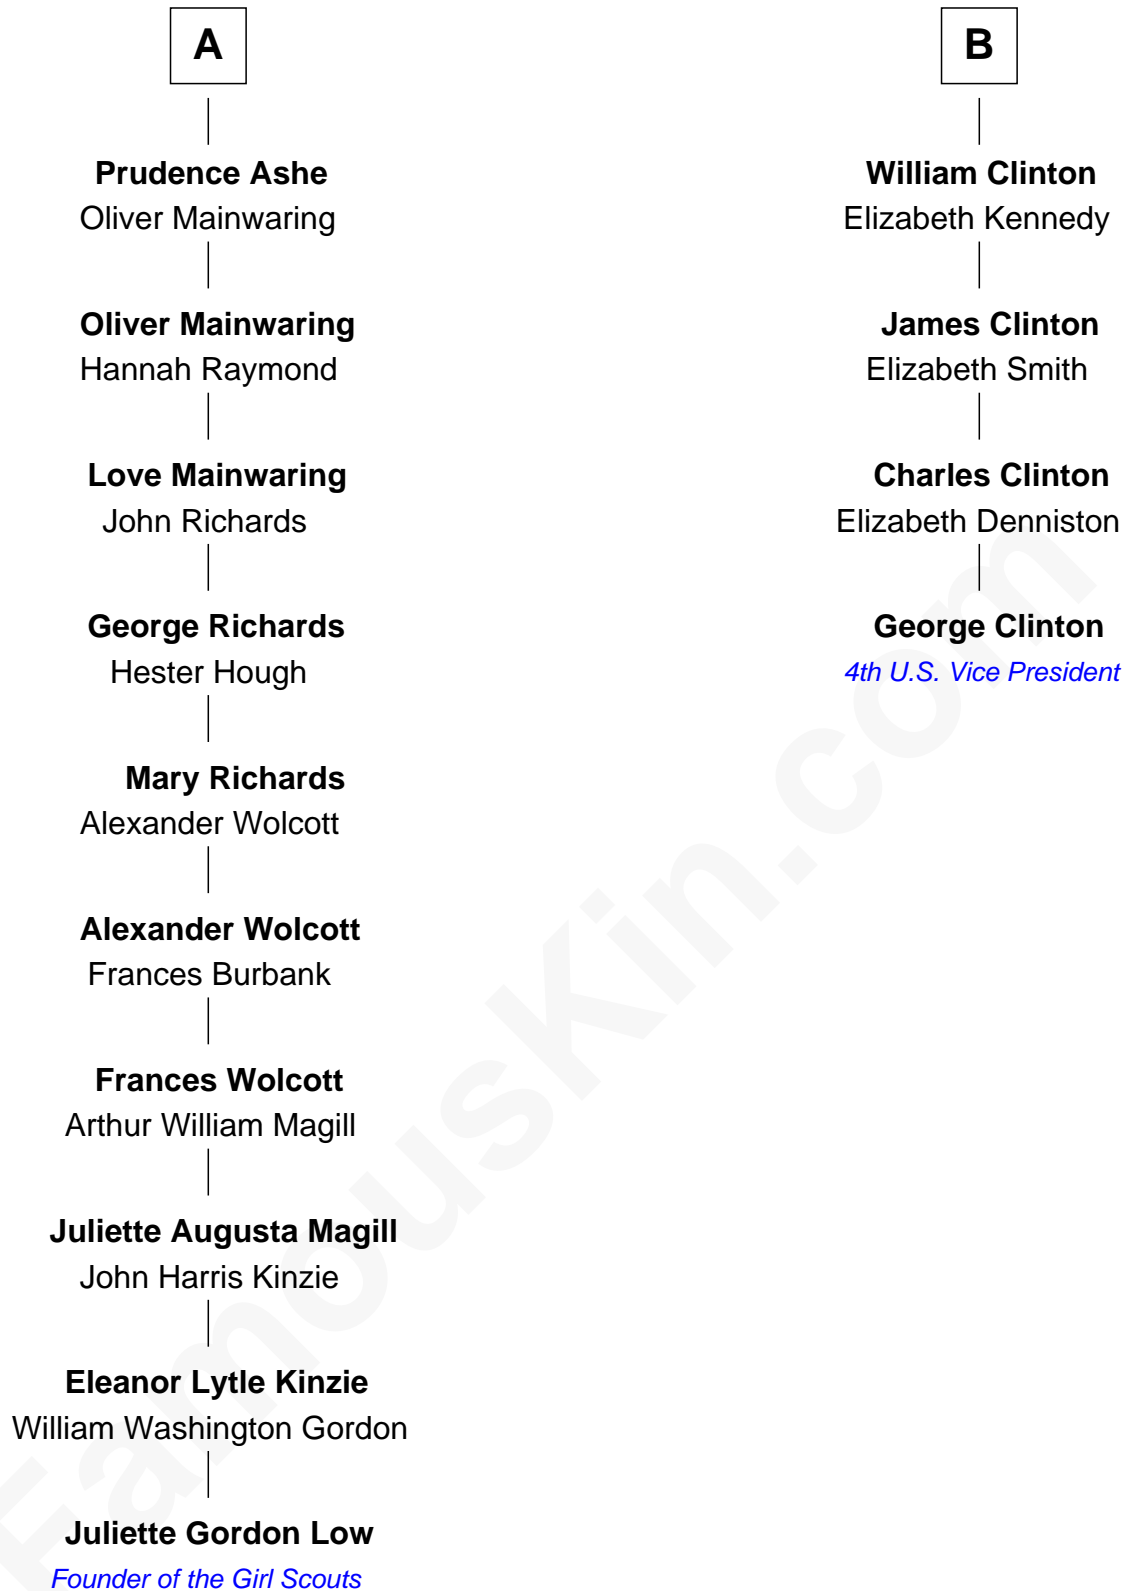 A
Prudence Ashe
Oliver Mainwaring
Oliver Mainwaring
Hannah Raymond
Love Mainwaring
John Richards
George Richards
Hester Hough
Mary Richards
Alexander Wolcott
Alexander Wolcott
Frances Burbank
Frances Wolcott
Arthur William Magill
Juliette Augusta Magill
John Harris Kinzie
Eleanor Lytle Kinzie
William Washington Gordon
Juliette Gordon Low
Founder of the Girl Scouts
B
William Clinton
Elizabeth Kennedy
James Clinton
Elizabeth Smith
Charles Clinton
Elizabeth Denniston
George Clinton
4th U.S. Vice President
FamousKin.com